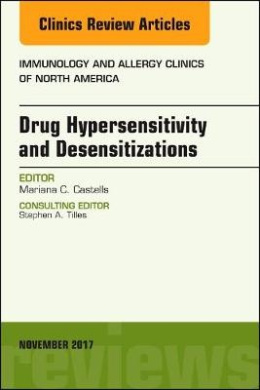 Clinics Review Articles
IMMUNOLOGY AND ALLERGY CLINICS
OF NORTH AMERICA
Drug Hypersensitivity
and Desensitizations
EDITOR
Mariana C. Castells
CONSULTING EDITOR
Stephen A. Tilles
NOVEMBER 2017
reviews